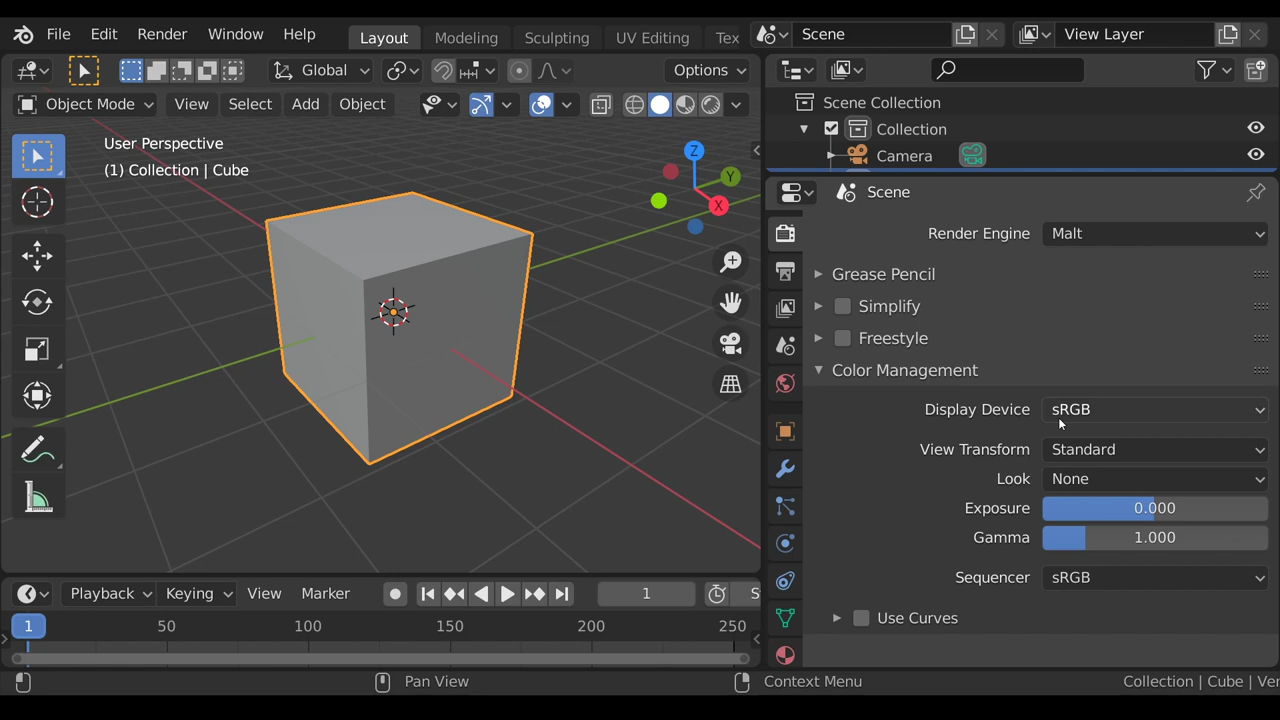 File Edit Render Window Help Layout Modeling Sculpting UV Editing Tex Scene View Layer
Global Options
Object Mode View Select Add Object
Scene Collection
Collection
Camera
User Perspective
(1) Collection | Cube
Z
Y
X
Scene
Render Engine Malt
Grease Pencil
Simplify
Freestyle
Color Management
Display Device sRGB
View Transform Standard
Look None
Exposure 0.000
Gamma 1.000
Sequencer sRGB
Use Curves
Playback Keying View Marker 1 S
1 50 100 150 200 250
Pan View Context Menu Collection | Cube | Ver